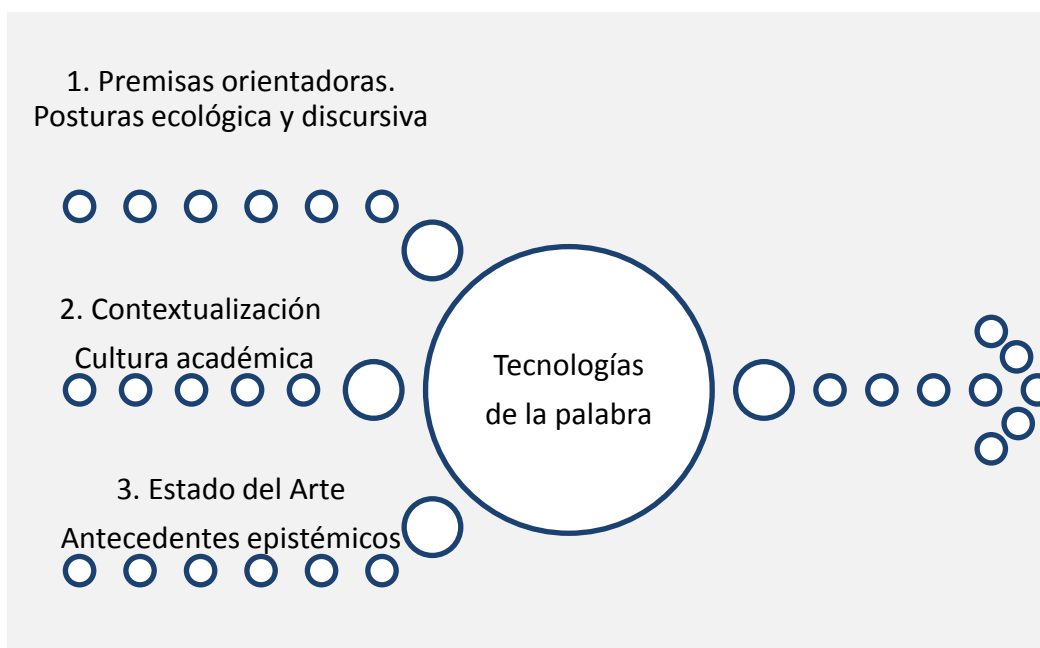 1. Premisas orientadoras.
Posturas ecológica y discursiva
2. Contextualización
Cultura académica
3. Estado del Arte
Antecedentes epistémicos
Tecnologías
de la palabra